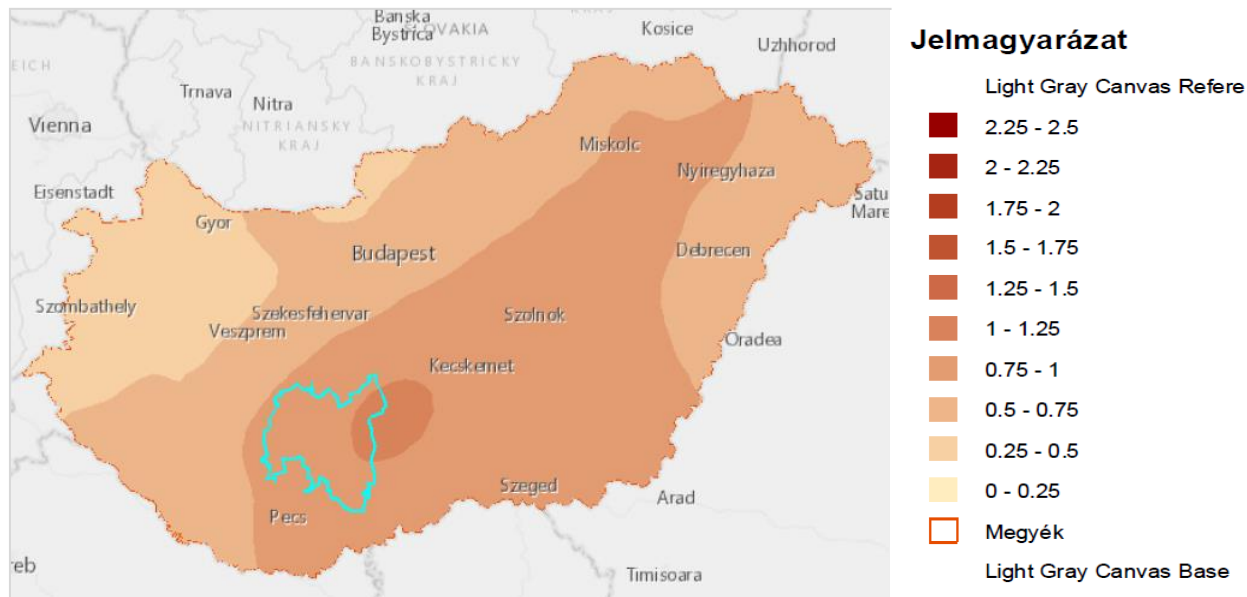 Banska
Bystrica
SLOVAKIA
BANSKOBYSTRICKY
KRAJ
Kosice
Uzhhorod
EICH
Trnava
Nitra
NITRIANSKY
KRAJ
Vienna
Miskolc
Nyiregyhaza
Eisenstadt
Satu
Mare
Gyor
Budapest
Debrecen
Szombathely
Szekesfehervar
Veszprem
Szolnok
Oradea
Kecskemet
Szeged
Arad
Pecs
reb
Timisoara
Jelmagyarázat
Light Gray Canvas Refere
2.25 - 2.5
2 - 2.25
1.75 - 2
1.5 - 1.75
1.25 - 1.5
1 - 1.25
0.75 - 1
0.5 - 0.75
0.25 - 0.5
0 - 0.25
Megyék
Light Gray Canvas Base